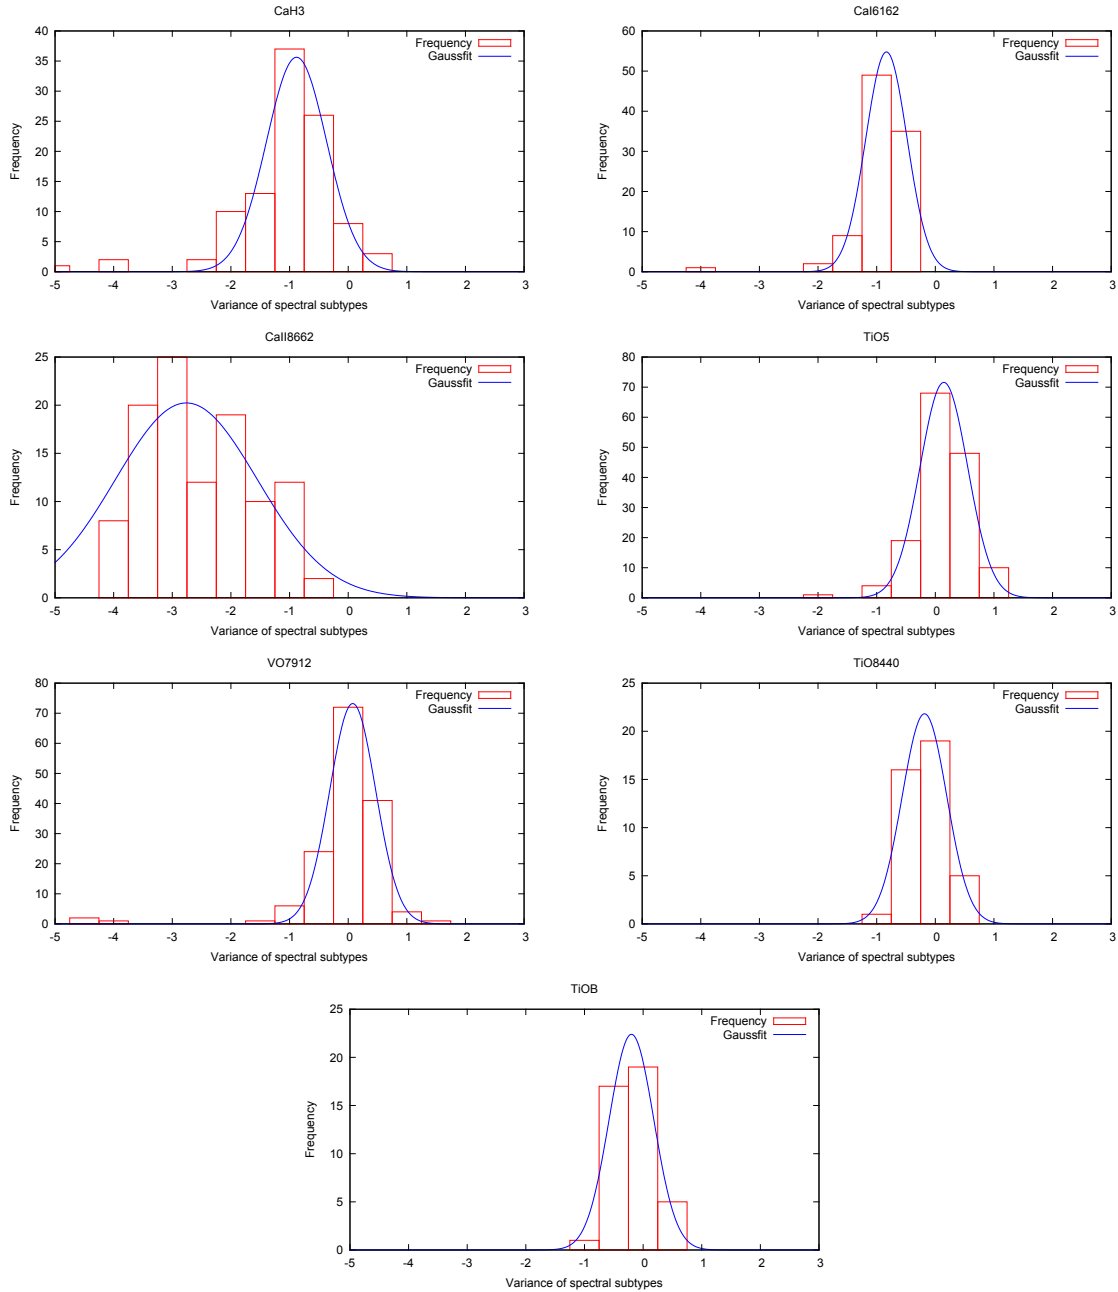 CaH3
Frequency
Gaussfit
40
35
30
25
20
15
10
5
0
Frequency
-5 -4 -3 -2 -1 0 1 2 3
Variance of spectral subtypes
CaI6162
Frequency
Gaussfit
60
50
40
30
20
10
0
Frequency
-5 -4 -3 -2 -1 0 1 2 3
Variance of spectral subtypes
CaII8662
Frequency
Gaussfit
25
20
15
10
5
0
Frequency
-5 -4 -3 -2 -1 0 1 2 3
Variance of spectral subtypes
TiO5
Frequency
Gaussfit
80
70
60
50
40
30
20
10
0
Frequency
-5 -4 -3 -2 -1 0 1 2 3
Variance of spectral subtypes
VO7912
Frequency
Gaussfit
80
70
60
50
40
30
20
10
0
Frequency
-5 -4 -3 -2 -1 0 1 2 3
Variance of spectral subtypes
TiO8440
Frequency
Gaussfit
25
20
15
10
5
0
Frequency
-5 -4 -3 -2 -1 0 1 2 3
Variance of spectral subtypes
TiOB
Frequency
Gaussfit
25
20
15
10
5
0
Frequency
-5 -4 -3 -2 -1 0 1 2 3
Variance of spectral subtypes